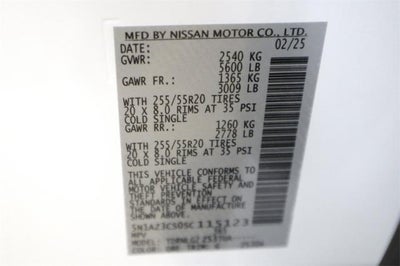 MFD BY NISSAN MOTOR CO., LTD.
DATE: 02/25
GVWR: 2540 KG
5600 LB
GAWR FR.: 1365 KG
3009 LB
WITH 255/55R20 TIRES
20 X 8.0 RIMS AT 35 PSI
COLD SINGLE
GAWR RR.: 1260 KG
2778 LB
WITH 255/55R20 TIRES
20 X 8.0 RIMS AT 35 PSI
COLD SINGLE
THIS VEHICLE CONFORMS TO
ALL APPLICABLE FEDERAL
MOTOR VEHICLE SAFETY AND
THEFT PREVENTION
STANDARDS IN EFFECT ON
THE DATE OF MANUFACTURE
SHOWN ABOVE.
5N1AZ3CS0SC115123
MPV
TRIM: